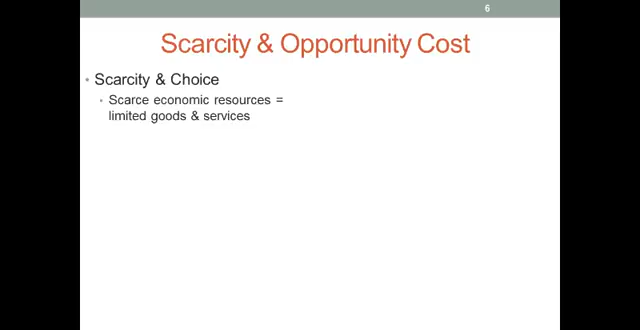 6
Scarcity & Opportunity Cost
• Scarcity & Choice
• Scarce economic resources =
limited goods & services